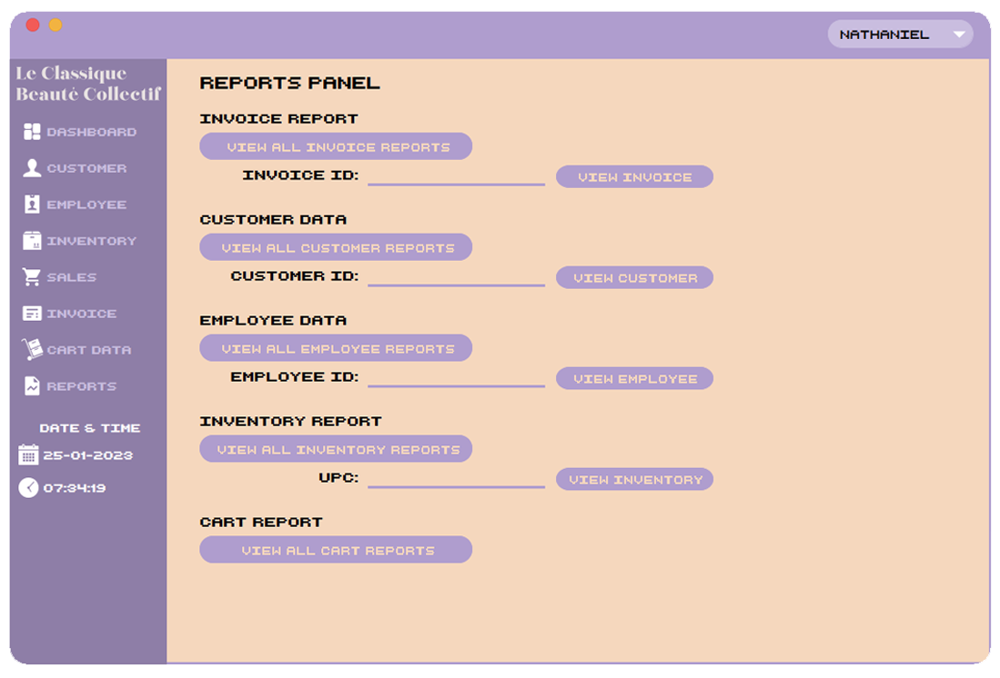 NATHANIEL
Le Classique
Beauté Collectif
DASHBOARD
CUSTOMER
EMPLOYEE
INVENTORY
SALES
INVOICE
CART DATA
REPORTS
DATE & TIME
25-01-2023
07:34:19
REPORTS PANEL
INVOICE REPORT
VIEW ALL INVOICE REPORTS
INVOICE ID:
VIEW INVOICE
CUSTOMER DATA
VIEW ALL CUSTOMER REPORTS
CUSTOMER ID:
VIEW CUSTOMER
EMPLOYEE DATA
VIEW ALL EMPLOYEE REPORTS
EMPLOYEE ID:
VIEW EMPLOYEE
INVENTORY REPORT
VIEW ALL INVENTORY REPORTS
UPC:
VIEW INVENTORY
CART REPORT
VIEW ALL CART REPORTS